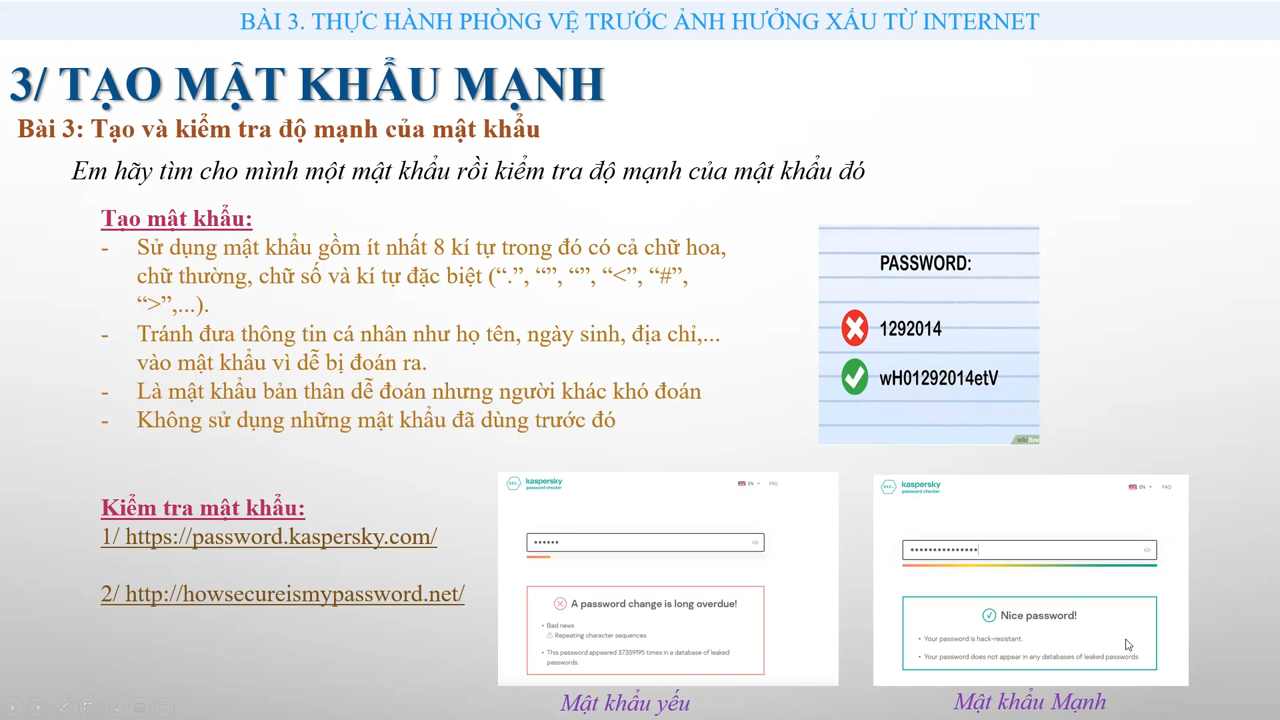 BÀI 3. THỰC HÀNH PHÒNG VỆ TRƯỚC ẢNH HƯỞNG XẤU TỪ INTERNET
3/ TẠO MẬT KHẨU MẠNH
Bài 3: Tạo và kiểm tra độ mạnh của mật khẩu
Em hãy tìm cho mình một mật khẩu rồi kiểm tra độ mạnh của mật khẩu đó
Tạo mật khẩu:
- Sử dụng mật khẩu gồm ít nhất 8 kí tự trong đó có cả chữ hoa,
chữ thường, chữ số và kí tự đặc biệt (“.”, “”, “”, “<”, “#”,
“>”,...).
- Tránh đưa thông tin cá nhân như họ tên, ngày sinh, địa chỉ,...
vào mật khẩu vì dễ bị đoán ra.
- Là mật khẩu bản thân dễ đoán nhưng người khác khó đoán
- Không sử dụng những mật khẩu đã dùng trước đó
PASSWORD:
1292014
wH01292014etV
wikiHow
Kiểm tra mật khẩu:
1/ https://password.kaspersky.com/
2/ http://howsecureismypassword.net/
kaspersky
password checker
EN
FAQ
A password change is long overdue!
• Bad news
Repeating character sequences
• This password appeared 37359195 times in a database of leaked
passwords.
Mật khẩu yếu
kaspersky
password checker
EN
FAQ
Nice password!
• Your password is hack-resistant.
• Your password does not appear in any databases of leaked passwords
Mật khẩu Mạnh